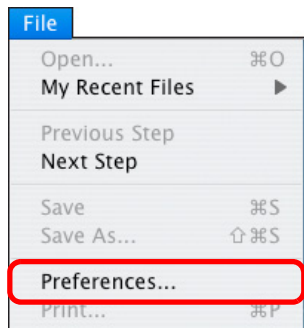 File
Open... ⌘O
My Recent Files ▶
Previous Step
Next Step
Save ⌘S
Save As... ⇧⌘S
Preferences...
Print... ⌘P